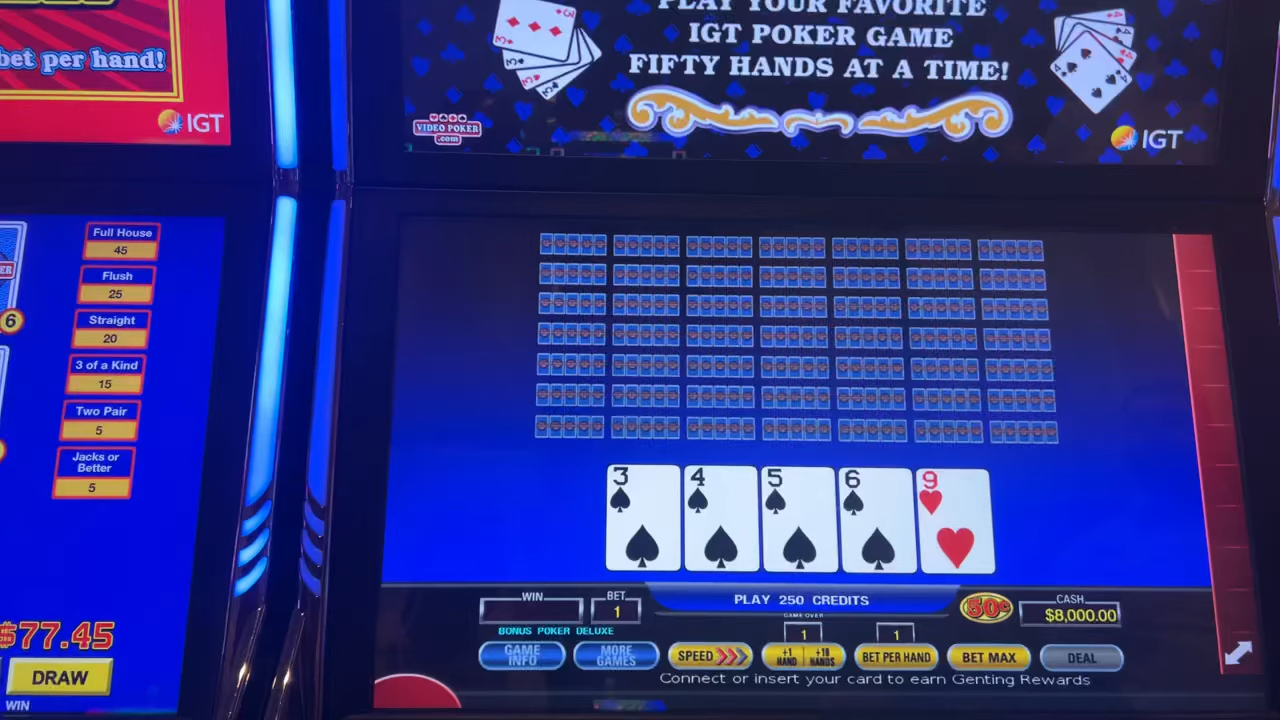 bet per hand!
IGT
PLAY YOUR FAVORITE
IGT POKER GAME
FIFTY HANDS AT A TIME!
VIDEO POKER
.com
IGT
Full House
45
Flush
25
Straight
20
3 of a Kind
15
Two Pair
5
Jacks or
Better
5
6
$77.45
DRAW
WIN
3 4 5 6 9
WIN
BET
1
PLAY 250 CREDITS
GAME OVER
50¢
CASH
$8,000.00
BONUS POKER DELUXE
1
1
GAME
INFO
MORE
GAMES
SPEED
+1
HAND
+10
HANDS
BET PER HAND
BET MAX
DEAL
Connect or insert your card to earn Genting Rewards